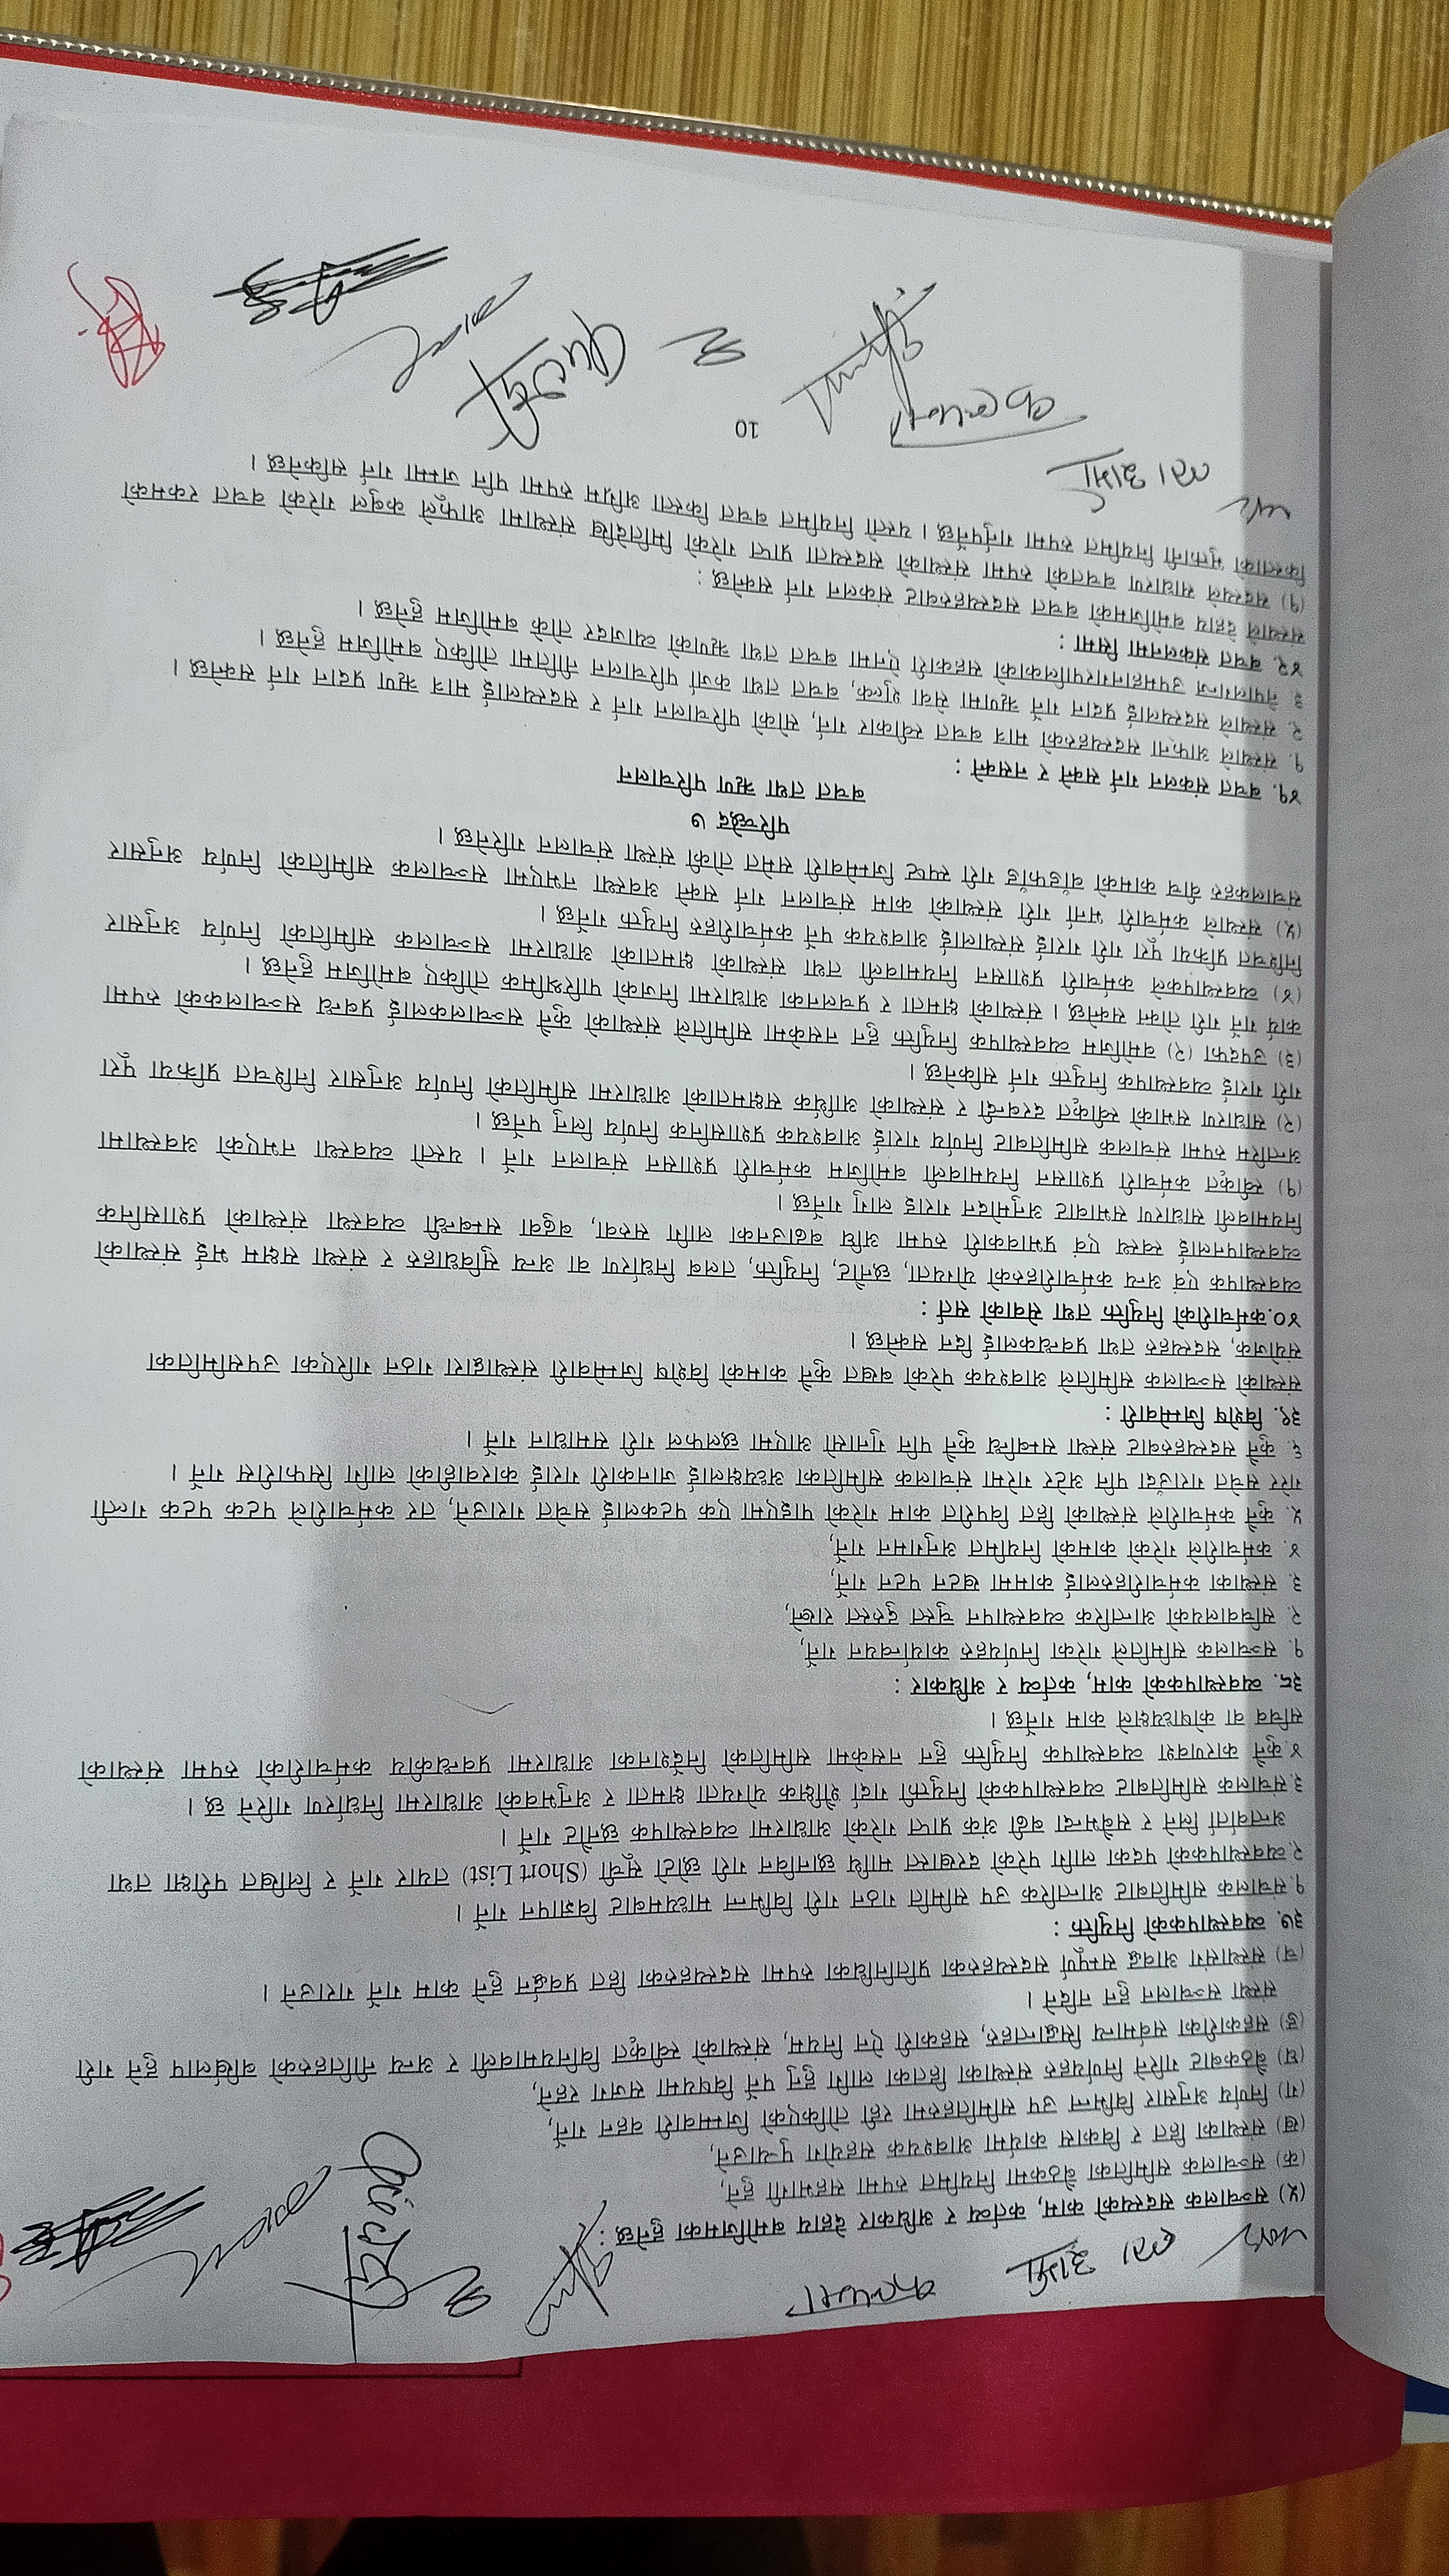 लता शर्मा कल्पना
(५) सञ्चालक सदस्यको काम, कर्तव्य र अधिकार देहाय बमोजिमका हुनेछ :
(क) सञ्चालक समितिका बैठकमा नियमित रुपमा सहभागी हुने,
(ख) संस्थाका हित र विकास कार्यमा आवश्यक सहयोग पुऱ्याउने,
(ग) निर्णय अनुसार विभिन्न उप समितिहरुमा रही तोकिएको जिम्मवारी वहन गर्ने,
(घ) बैठकबाट गरिने निर्णयहरु संस्थाका हितका लागि हुनु पर्ने विषयमा सजग रहने,
(ङ) सहकारीका सर्वमान्य सिद्धान्तहरु, सहकारी ऐन नियम, संस्थाको स्वीकृत विनियमावली र अन्य नीतिहरुको बर्खिलाप हुने गरी
संस्था सञ्चालन हुन नदिने ।
(च) संस्थासंग आवद्ध सम्पूर्ण सदस्यहरुका प्रतिनिधिका रुपमा सदस्यहरुका हित प्रवर्द्धन हुने काम गर्ने गराउने ।
३७. व्यवस्थापकको नियुक्ति :
१.संचालक समितिबाट आन्तरिक उप समिति गठन गरी विभिन्न माध्यमबाट विज्ञापन गर्ने ।
२.व्यवस्थापकको पदका लागि परेको दरखास्त माथि छानविन गरी छोटो सूची (Short List) तयार गर्ने र लिखित परीक्षा तथा
अन्तर्वार्ता लिने र सबैभन्दा बढी अंक प्राप्त गरेको आधारमा व्यवस्थापक छनौट गर्ने ।
३.संचालक समितिबाट व्यवस्थापकको नियुक्ती गर्दा शैक्षिक योग्यता क्षमता र अनुभवको आधारमा निर्धारण गरिने छ ।
४.कुनै कारणवश व्यवस्थापक नियुक्ति हुन नसकेमा समितिको निर्देशनका आधारमा प्रवन्धकीय कर्मचारीको रुपमा संस्थाको
सचिव वा कोषाध्यक्षले काम गर्नेछ ।
३८. व्यवस्थापकको काम, कर्तव्य र अधिकार :
१. सञ्चालक समितिले गरेका निर्णयहरु कार्यान्वयन गर्ने,
२. सचिवालयको आन्तरिक व्यवस्थापन चुस्त दुरुस्त राख्ने,
३. संस्थाका कर्मचारीहरुलाई काममा खटन पटन गर्ने,
४. कर्मचारीले गरेको कामको नियमित अनुगमन गर्ने,
५. कुनै कर्मचारीले संस्थाको हित विपरीत काम गरेको पाइएमा एक पटकलाई सचेत गराउने, तर कर्मचारीले पटक पटक गल्ती
गरेर सचेत गराउँदा पनि अटेर गरेमा संचालक समितिका अध्यक्षलाई जानकारी गराई कारवाहीको लागि सिफारीस गर्ने ।
६. कुनै सदस्यहरुबाट संस्था सम्बन्धि कुनै पनि गुनासो आएमा छलफल गरी समाधान गर्ने ।
३९. विशेष जिम्मेवारी :
संस्थाको सञ्चालक समितिले आवश्यक परेको बखत कुनै कामको विशेष जिम्मेवारी संस्थाद्वारा गठन गरिएका उपसमितिका
संयोजक, सदस्यहरु तथा प्रवन्धकलाई दिन सक्नेछ ।
४०.कर्मचारीको नियुक्ति तथा सेवाको सर्त :
व्यवस्थापक एवं अन्य कर्मचारीहरुको योग्यता, छनौट, नियुक्ति, तलब निर्धारण वा अन्य सुविधाहरु र संस्था सक्षम भई संस्थाको
व्यवस्थापनलाई स्वस्थ एवं प्रभावकारी रुपमा अघि बढाउनका लागि सरुवा, बढुवा सम्बन्धी व्यवस्था संस्थाको प्रशासनिक
नियमावली साधारण सभाबाट अनुमोदन गराइ लागु गर्नेछ ।
(१) स्वीकृत कर्मचारी प्रशासन नियमावली बमोजिम कर्मचारी प्रशासन संचालन गर्ने । यस्तो व्यवस्था नभएको अवस्थामा
अन्तरिम रुपमा संचालक समितिबाट निर्णय गराई आवश्यक प्रशासनिक निर्णय लिनु पर्नेछ ।
(२) साधारण सभाको स्वीकृत दरबन्दी र संस्थाको आर्थिक सक्षमताको आधारमा समितिको निर्णय अनुसार निश्चित प्रक्रिया पूरा
गरी गराई व्यवस्थापक नियुक्त गर्न सकिनेछ ।
(३) उपदफा (२) वमोजिम व्यवस्थापक नियुक्ति हुन नसकेमा समितिले संस्थाको कुनै सञ्चालकलाई प्रबन्ध सञ्चालकको रुपमा
कार्य गर्ने गरी तोक्न सक्नेछ । संस्थाको क्षमता र प्रचलनका आधारमा निजको पारिश्रमिक तोकिए बमोजिम हुनेछ ।
(४) व्यवस्थापकले कर्मचारी प्रशासन नियमावली तथा संस्थाको क्षमताको आधारमा सञ्चालक समितिको निर्णय अनुसार
निश्चित प्रक्रिया पूरा गरी गराई संस्थालाई आवश्यक पर्ने कर्मचारीहरु नियुक्त गर्नेछ ।
(५) संस्थाले कर्मचारी भर्ना गरी संस्थाको काम संचालन गर्न सक्ने अवस्था नभएमा सञ्चालक समितिको निर्णय अनुसार
संचालकहरु वीच कामको बाँडफाँड गरी स्पष्ट जिम्मेवारी समेत तोकी संस्था संचालन गरिनेछ ।
परिच्छेद ७
बचत तथा ऋण परिचालन
४१. बचत संकलन गर्न सक्ने र नसक्ने :
१. संस्थाले आफ्ना सदस्यहरुको मात्र बचत स्वीकार गर्न, सोको परिचालन गर्न र सदस्यलाई मात्र ऋण प्रदान गर्न सक्नेछ ।
२. संस्थाले सदस्यलाई प्रदान गर्ने ऋणमा सेवा शुल्क, बचत तथा कर्जा परिचालन नीतिमा तोकिए बमोजिम हुनेछ ।
३. नेपालगन्ज उपमहानगरपालिकाको सहकारी ऐनमा बचत तथा ऋणको व्याजदर तोके बमोजिम हुनेछ ।
४२. बचत संकलनमा सिमा :
संस्थाले देहाय बमोजिमको बचत सदस्यहरुबाट संकलन गर्न सक्नेछ :
(१) सदस्यले साधारण बचतको रुपमा संस्थाको सदस्यता प्राप्त गरेको मितिदेखि संस्थामा आफूले कबुल गरेको वचत रकमको
किस्ताको भुक्तानी नियमित रुपमा गर्नुपर्नेछ । यस्तो नियमित बचत किस्ता अग्रिम रुपमा पनि जम्मा गर्न सकिनेछ ।
लता शर्मा
कल्पना
10